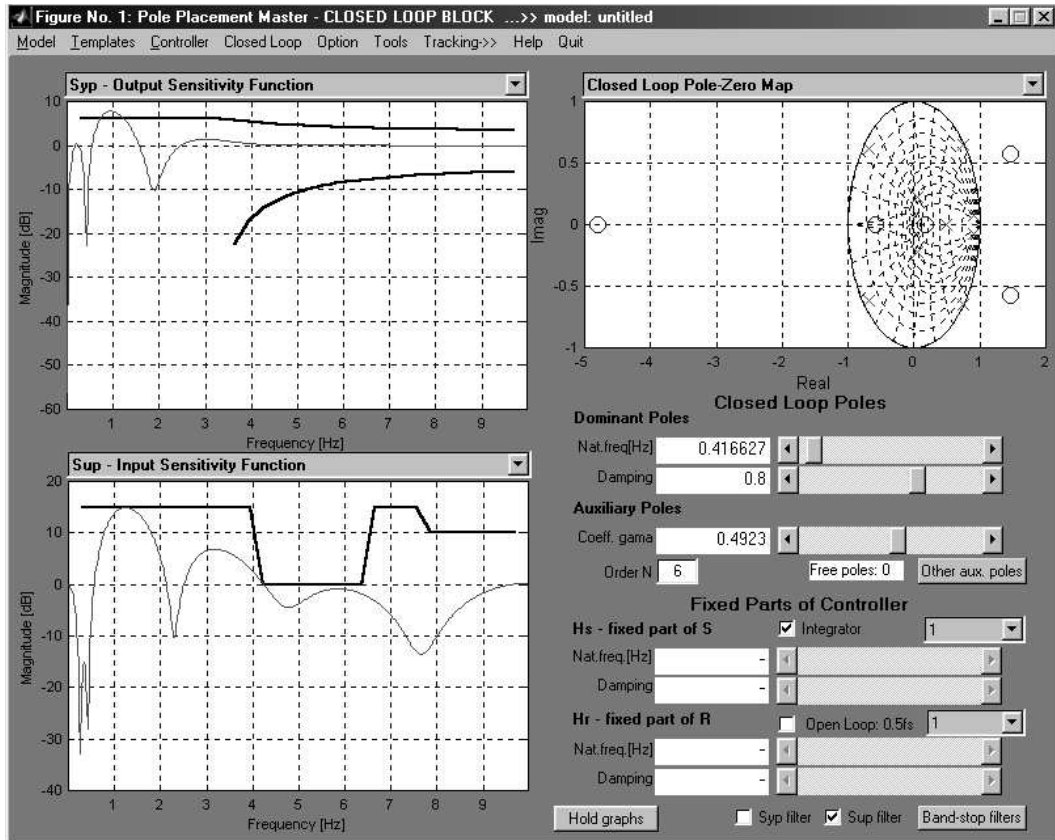 Figure No. 1: Pole Placement Master - CLOSED LOOP BLOCK ...>> model: untitled
Model Templates Controller Closed Loop Option Tools Tracking->> Help Quit
Syp - Output Sensitivity Function
10
0
-10
-20
-30
-40
-50
-60
Magnitude [dB]
1 2 3 4 5 6 7 8 9
Frequency [Hz]
Sup - Input Sensitivity Function
20
10
0
-10
-20
-30
-40
Magnitude [dB]
1 2 3 4 5 6 7 8 9
Frequency [Hz]
Closed Loop Pole-Zero Map
1
0.5
0
-0.5
-1
Imag
-5 -4 -3 -2 -1 0 1 2
Real
Closed Loop Poles
Dominant Poles
Nat.freq[Hz] 0.416627
Damping 0.8
Auxiliary Poles
Coeff. gama 0.4923
Order N 6 Free poles: 0 Other aux. poles
Fixed Parts of Controller
Hs - fixed part of S Integrator 1
Nat.freq.[Hz] -
Damping -
Hr - fixed part of R Open Loop: 0.5fs 1
Nat.freq.[Hz] -
Damping -
Hold graphs Syp filter Sup filter Band-stop filters